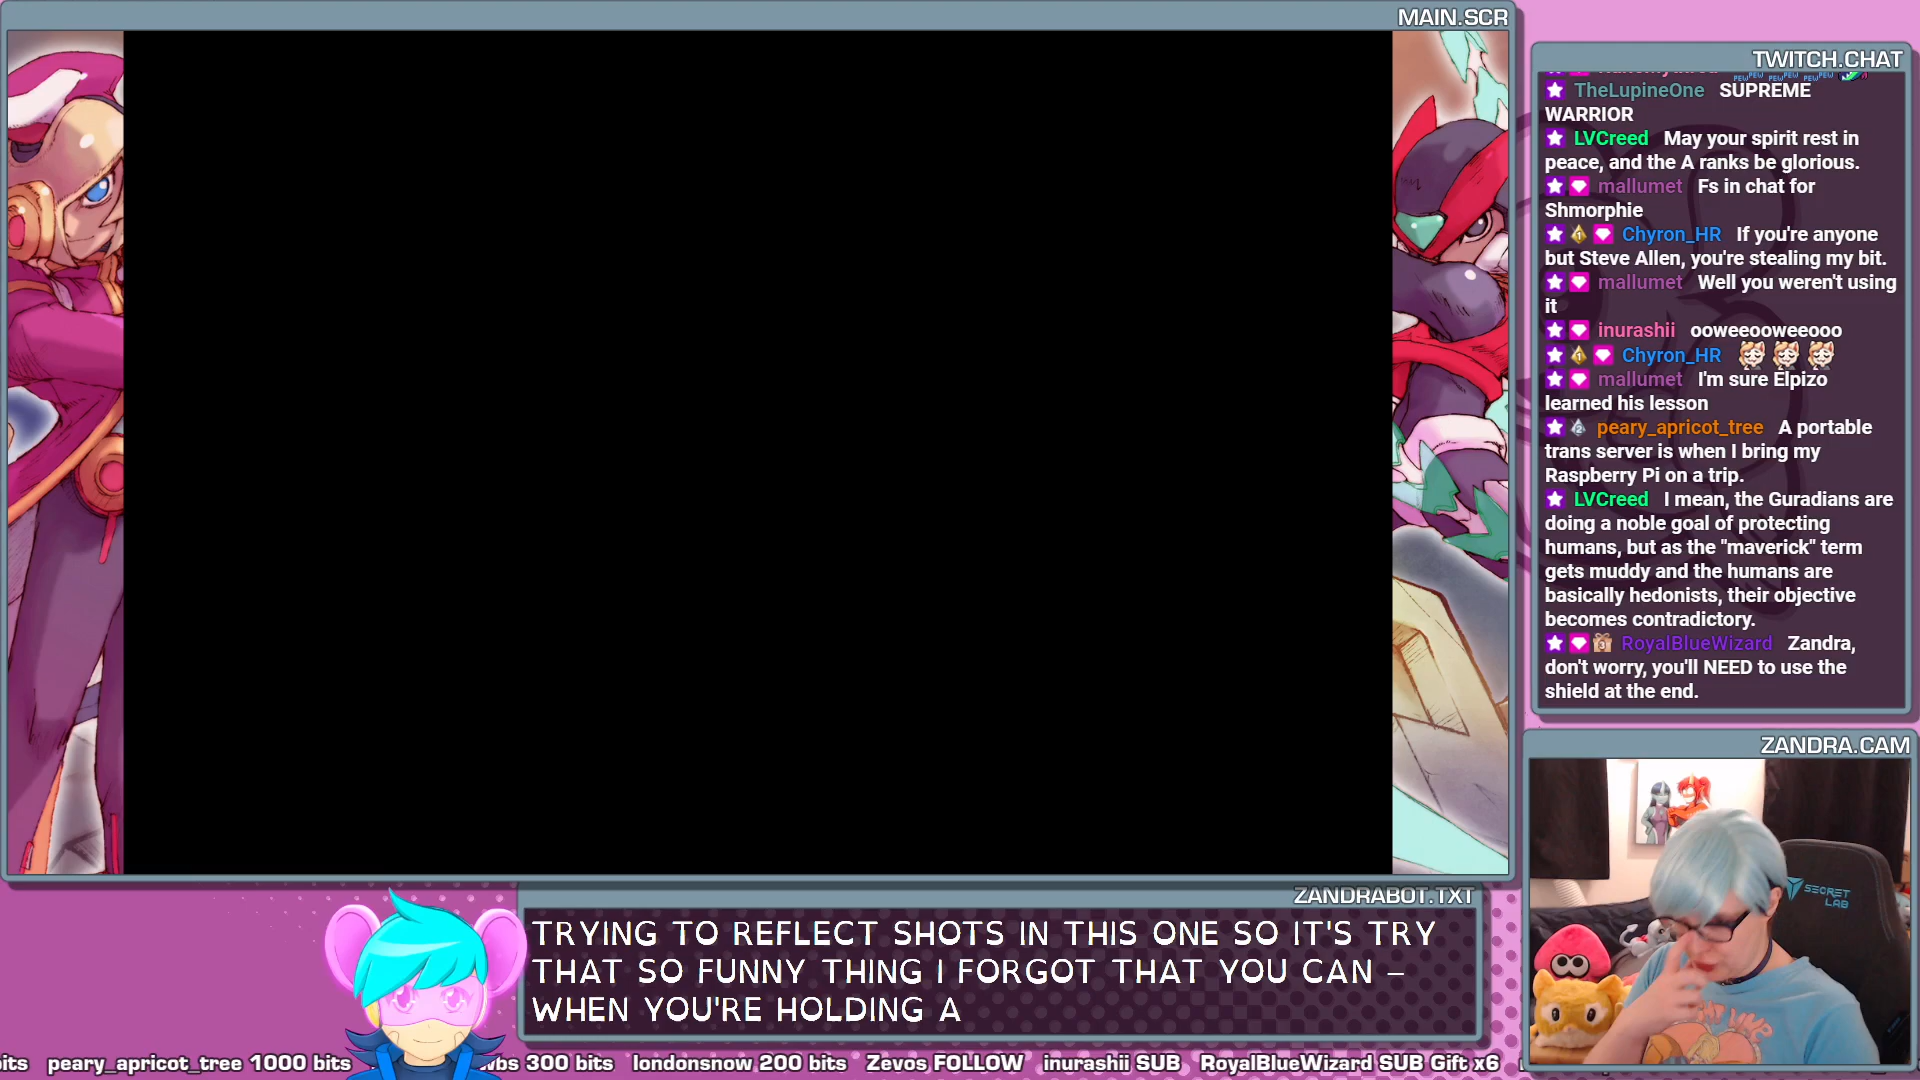 MAIN.SCR
TWITCH.CHAT
TheLupineOne SUPREME
WARRIOR
LVCreed May your spirit rest in
peace, and the A ranks be glorious.
mallumet Fs in chat for
Shmorphie
Chyron_HR If you're anyone
but Steve Allen, you're stealing my bit.
mallumet Well you weren't using
it
inurashii ooweeooweeooo
Chyron_HR
mallumet I'm sure Elpizo
learned his lesson
peary_apricot_tree A portable
trans server is when I bring my
Raspberry Pi on a trip.
LVCreed I mean, the Guradians are
doing a noble goal of protecting
humans, but as the "maverick" term
gets muddy and the humans are
basically hedonists, their objective
becomes contradictory.
RoyalBlueWizard Zandra,
don't worry, you'll NEED to use the
shield at the end.
ZANDRA.CAM
SECRET
LAB
ZANDRABOT.TXT
TRYING TO REFLECT SHOTS IN THIS ONE SO IT'S TRY
THAT SO FUNNY THING I FORGOT THAT YOU CAN –
WHEN YOU'RE HOLDING A
its peary_apricot_tree 1000 bits bs 300 bits londonsnow 200 bits Zevos FOLLOW inurashii SUB RoyalBlueWizard SUB Gift x6